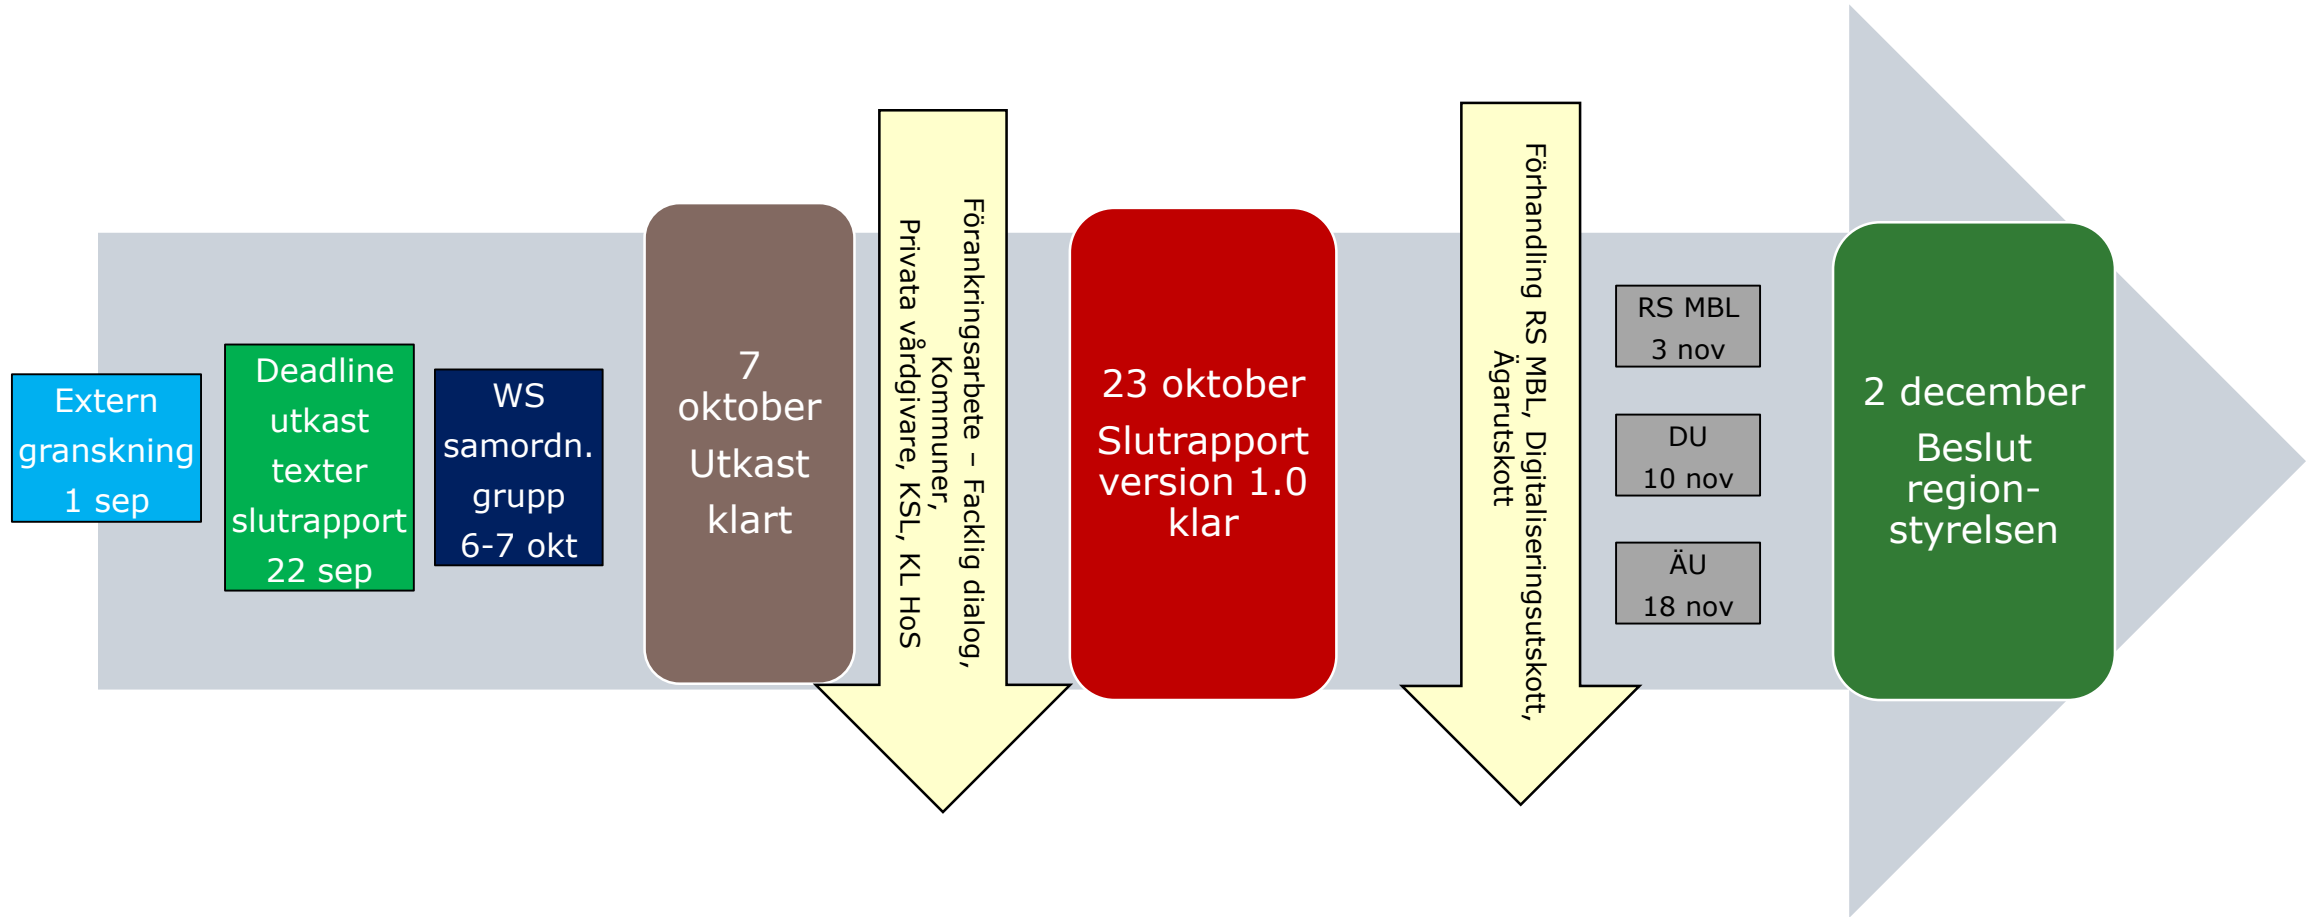 Extern
granskning
1 sep
Deadline
utkast
texter
slutrapport
22 sep
WS
samordn.
grupp
6-7 okt
7
oktober
Utkast
klart
Förankringsarbete – Facklig dialog,
Kommuner,
Privata vårdgivare, KSL, KL HoS
23 oktober
Slutrapport
version 1.0
klar
Förhandling RS MBL, Digitaliseringsutskott,
Ägarutskott
RS MBL
3 nov
DU
10 nov
ÄU
18 nov
2 december
Beslut
region-
styrelsen